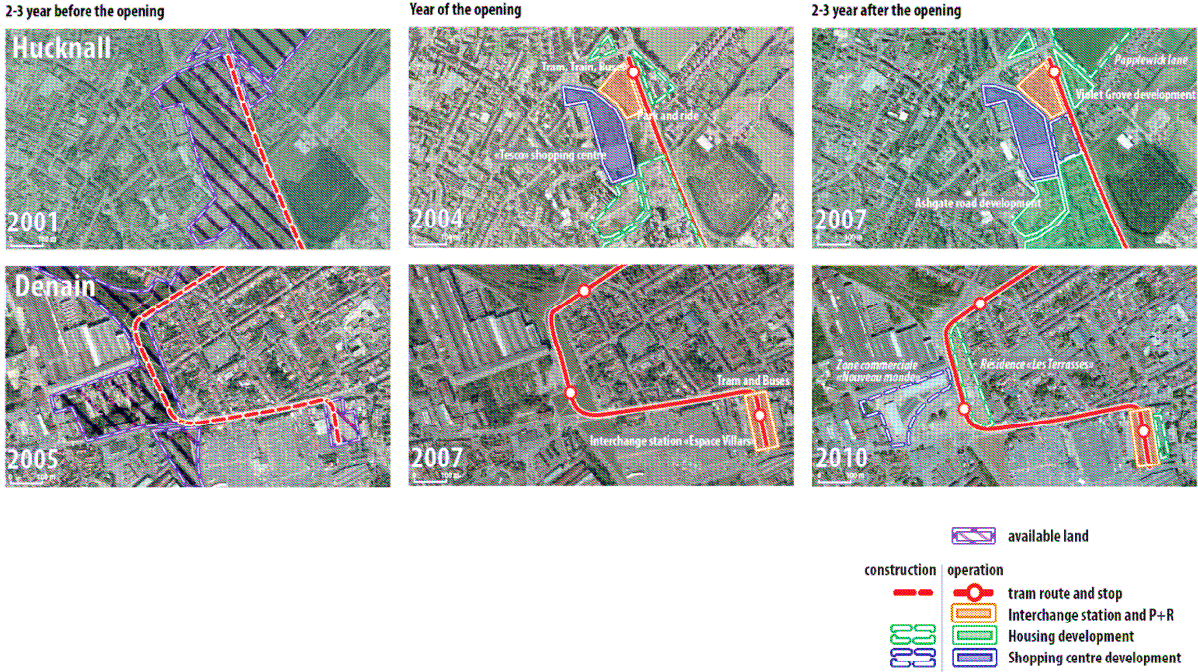 2-3 year before the opening
Year of the opening
2-3 year after the opening
Hucknall
2001
Tram, Train, Buses
Park and ride
«Tesco» shopping centre
2004
Papplewick lane
Violet Grove development
Ashgate road development
2007
Denain
2005
Tram and Buses
Interchange station «Espace Villars»
2007
Zone commerciale
«Nouveau monde»
Résidence «Les Terrasses»
2010
available land
construction
operation
tram route and stop
Interchange station and P+R
Housing development
Shopping centre development